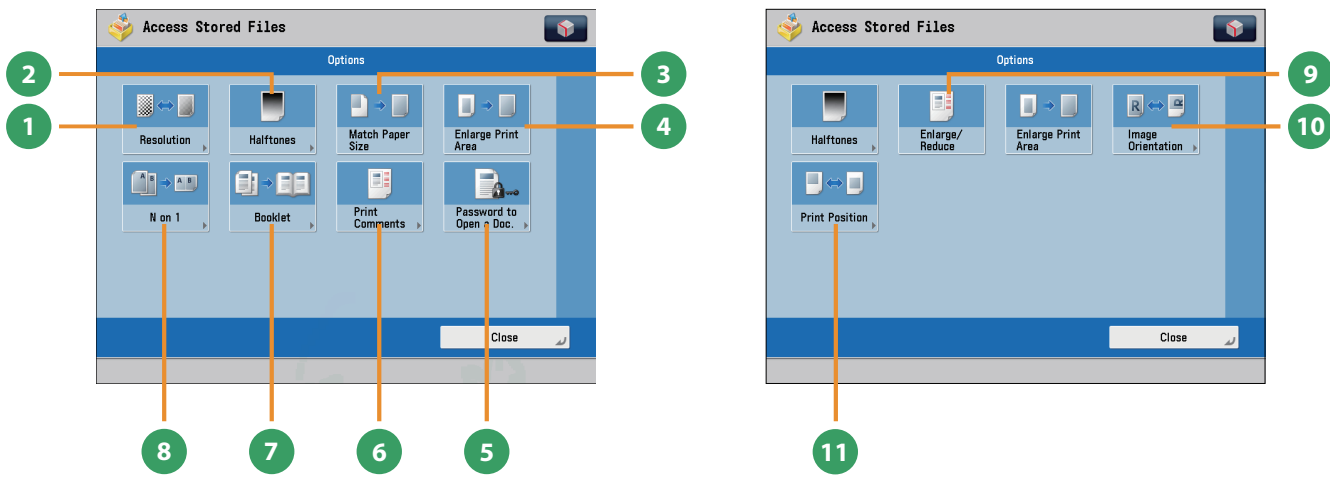 Access Stored Files
Options
2
1
3
4
Resolution
Halftones
Match Paper
Size
Enlarge Print
Area
A B
A B
N on 1
Booklet
Print
Comments
Password to
Open a Doc.
Close
8
7
6
5
Access Stored Files
Options
9
10
Halftones
Enlarge/
Reduce
Enlarge Print
Area
R R
Image
Orientation
Print Position
Close
11